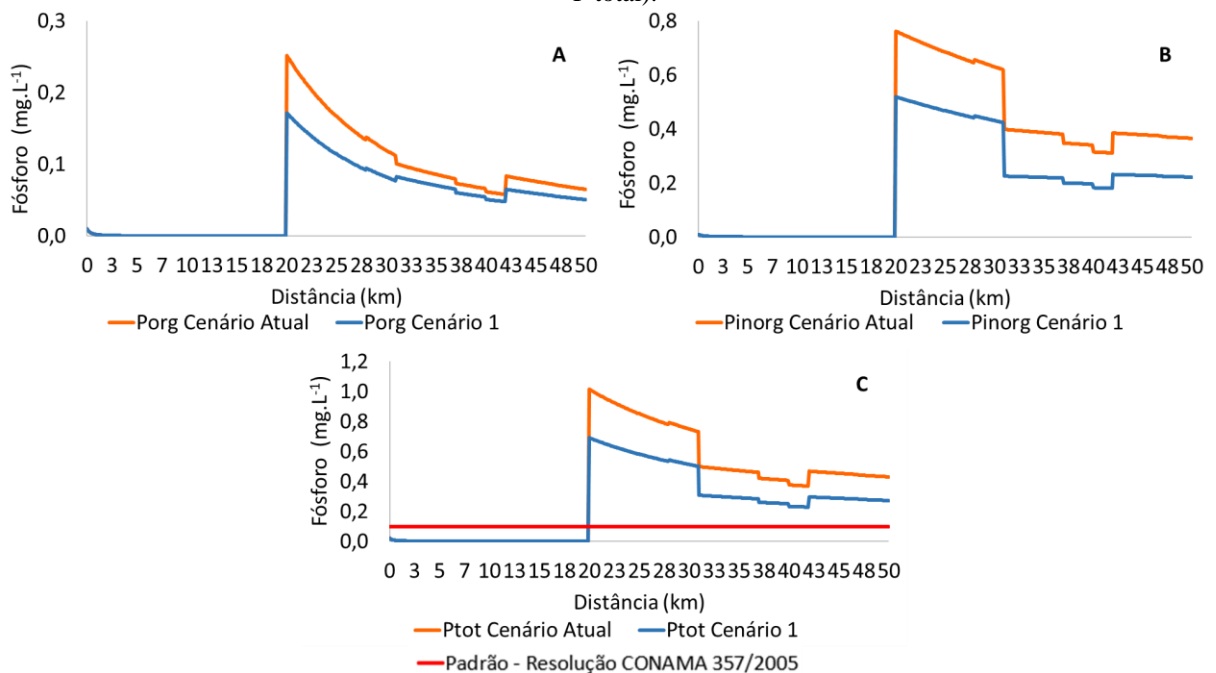 P total).
A
Fósforo (mg.L-1)
0,3
0,2
0,1
0,0
0 3 5 7 10 13 15 18 20 23 25 28 30 33 35 38 40 43 45 48 50
Distância (km)
Porg Cenário Atual Porg Cenário 1
B
Fósforo (mg.L-1)
0,8
0,6
0,4
0,2
0,0
0 3 5 7 10 13 15 18 20 23 25 28 30 33 35 38 40 43 45 48 50
Distância (km)
Pinorg Cenário Atual Pinorg Cenário 1
C
Fósforo (mg.L-1)
1,2
1,0
0,8
0,6
0,4
0,2
0,0
0 3 5 8 10 13 15 18 20 23 25 28 30 33 35 38 40 43 45 48 50
Distância (km)
Ptot Cenário Atual Ptot Cenário 1
Padrão - Resolução CONAMA 357/2005